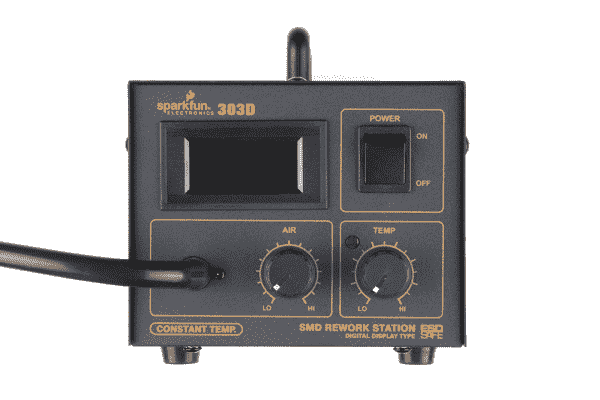 sparkfun
ELECTRONICS
303D
POWER
ON
OFF
AIR
LO HI
TEMP
LO HI
CONSTANT TEMP.
SMD REWORK STATION
DIGITAL DISPLAY TYPE
ESD
SAFE